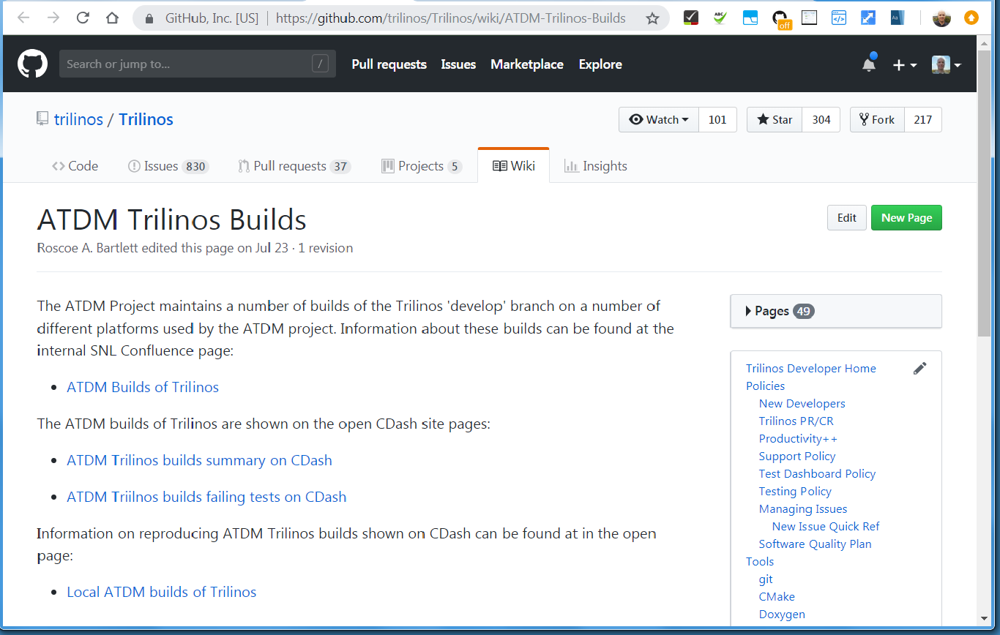 GitHub, Inc. [US] | https://github.com/trilinos/Trilinos/wiki/ATDM-Trilinos-Builds
ABC
off
Aa
Search or jump to... /
Pull requests Issues Marketplace Explore
trilinos / Trilinos
Watch 101 Star 304 Fork 217
Code Issues 830 Pull requests 37 Projects 5 Wiki Insights
ATDM Trilinos Builds
Edit New Page
Roscoe A. Bartlett edited this page on Jul 23 · 1 revision
The ATDM Project maintains a number of builds of the Trilinos 'develop' branch on a number of
different platforms used by the ATDM project. Information about these builds can be found at the
internal SNL Confluence page:
• ATDM Builds of Trilinos
The ATDM builds of Trilinos are shown on the open CDash site pages:
• ATDM Trilinos builds summary on CDash
• ATDM Triilnos builds failing tests on CDash
Information on reproducing ATDM Trilinos builds shown on CDash can be found at in the open
page:
• Local ATDM builds of Trilinos
Pages 49
Trilinos Developer Home
Policies
New Developers
Trilinos PR/CR
Productivity++
Support Policy
Test Dashboard Policy
Testing Policy
Managing Issues
New Issue Quick Ref
Software Quality Plan
Tools
git
CMake
Doxygen